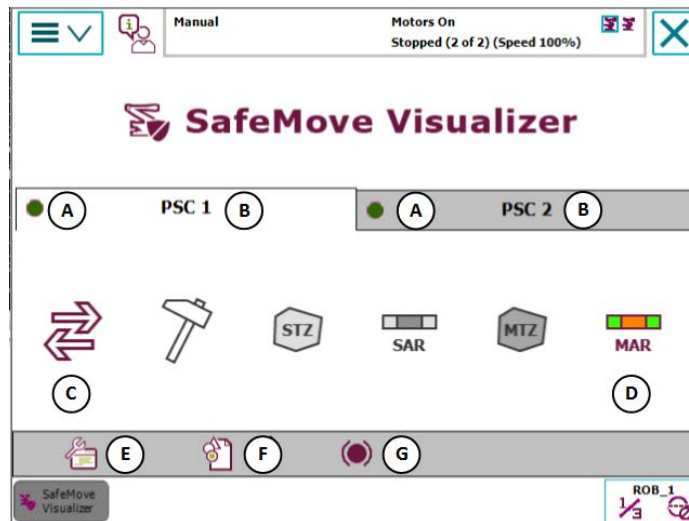 Manual
Motors On
Stopped (2 of 2) (Speed 100%)
SafeMove Visualizer
A PSC 1 B A PSC 2 B
STZ
SAR
MTZ
MAR
C D
E F G
SafeMove
Visualizer
ROB_1
1/3